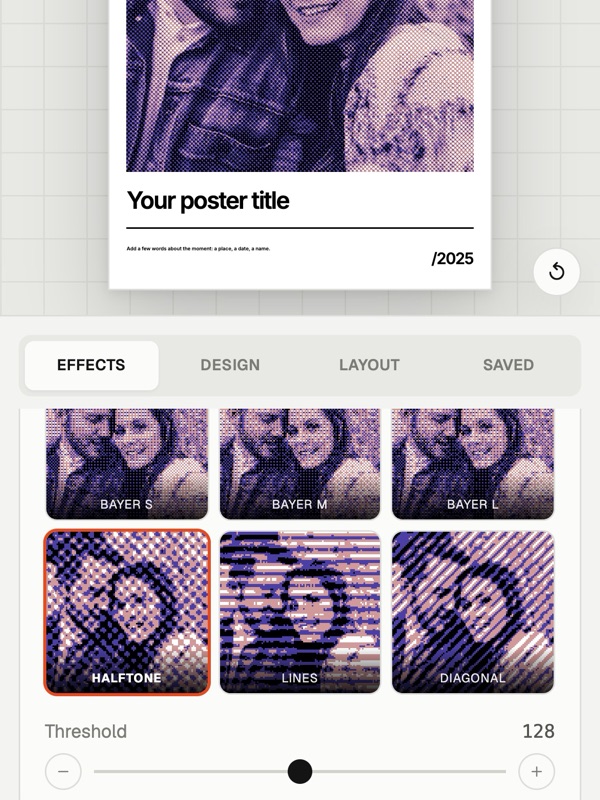 Your poster title
Add a few words about the moment: a place, a date, a name.
/2025
EFFECTS
DESIGN
LAYOUT
SAVED
BAYER S
BAYER M
BAYER L
HALFTONE
LINES
DIAGONAL
Threshold
128